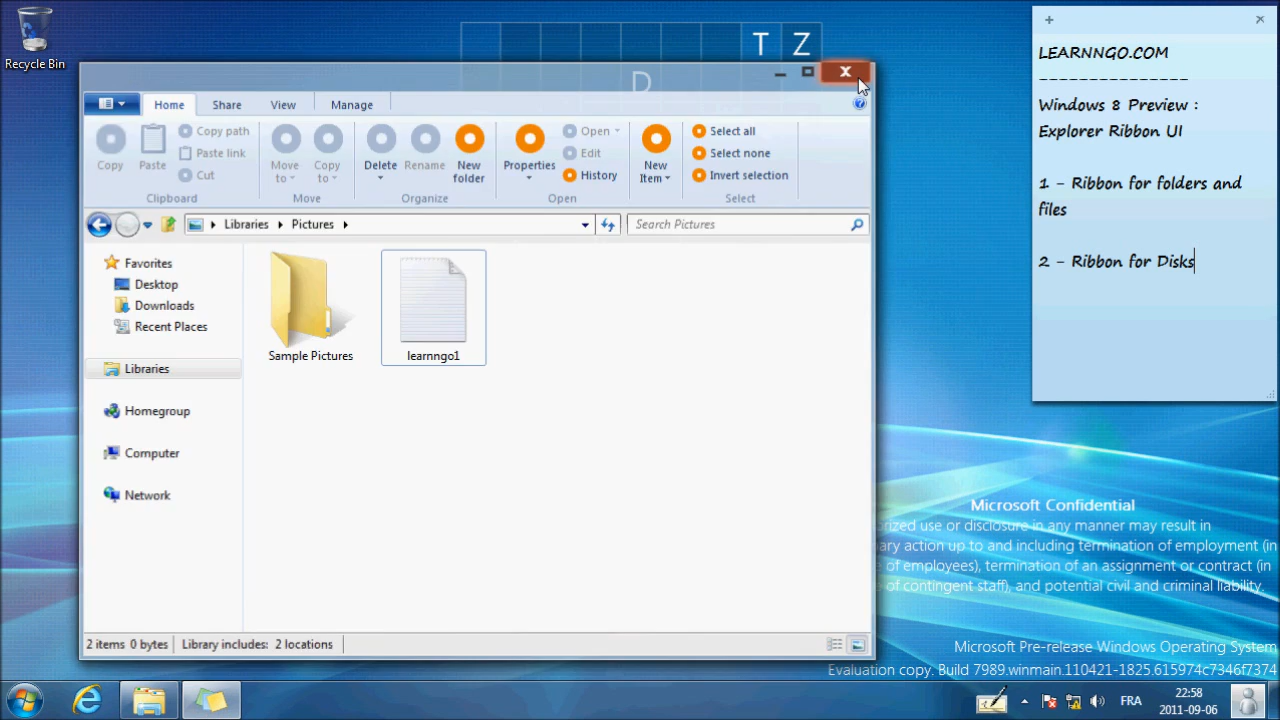 Recycle Bin
T Z
D
X
Home Share View Manage
Copy
Paste
Copy path
Paste link
Cut
Clipboard
Move to
Copy to
Move
Delete
Rename
New folder
Organize
Properties
Open
Edit
History
Open
New Item
Select all
Select none
Invert selection
Select
Libraries Pictures
Search Pictures
Favorites
Desktop
Downloads
Recent Places
Libraries
Homegroup
Computer
Network
Sample Pictures
learnngo1
2 items 0 bytes Library includes: 2 locations
LEARNNGO.COM
---------------
Windows 8 Preview :
Explorer Ribbon UI
1 - Ribbon for folders and
files
2 - Ribbon for Disks
Microsoft Confidential
use or disclosure in any manner may result in
action up to and including termination of employment (in
of employees), termination of an assignment or contract (in
of contingent staff), and potential civil and criminal liability.
Microsoft Pre-release Windows Operating System
Evaluation copy. Build 7989.winmain.110421-1825.615974c7346f7374
FRA
22:58
2011-09-06